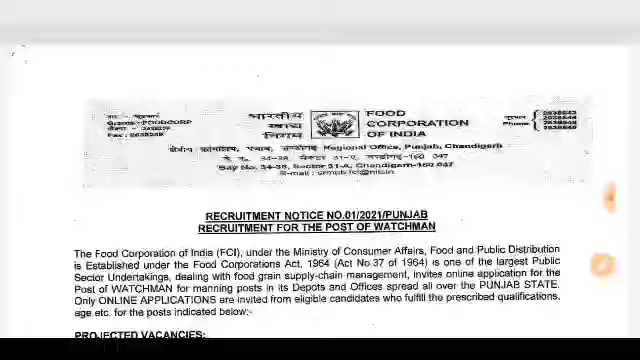 भारतीय
खाद्य
निगम
FOOD
CORPORATION
OF INDIA
Phone
क्षेत्रीय कार्यालय, पंजाब, चण्डीगढ़ Regional Office, Punjab, Chandigarh
Bay No. 34-38, Sector 31-A, Chandigarh-160 047
RECRUITMENT NOTICE NO.01/2021/PUNJAB
RECRUITMENT FOR THE POST OF WATCHMAN
The Food Corporation of India (FCI), under the Ministry of Consumer Affairs, Food and Public Distribution
is Established under the Food Corporations Act, 1964 (Act No.37 of 1964) is one of the largest Public
Sector Undertakings, dealing with food grain supply-chain management, invites online application for the
Post of WATCHMAN for manning posts in its Depots and Offices spread all over the PUNJAB STATE.
Only ONLINE APPLICATIONS are invited from eligible candidates who fulfill the prescribed qualifications,
age etc. for the posts indicated below:-
PROJECTED VACANCIES: